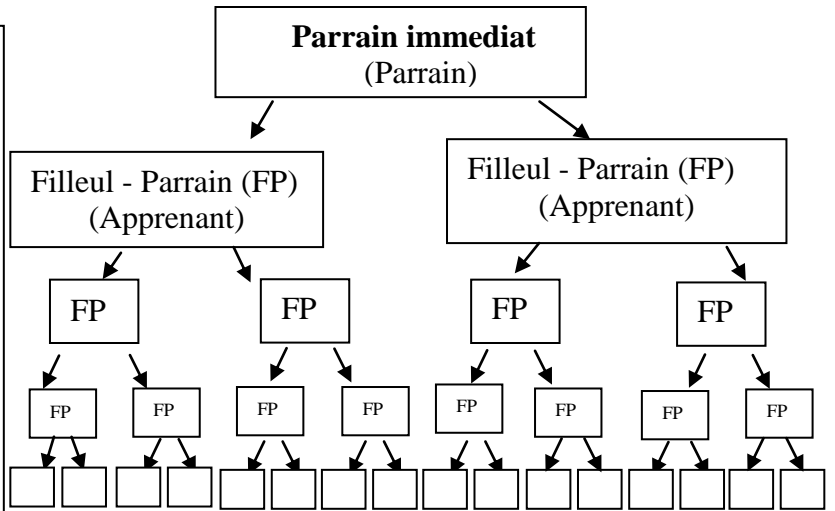 Parrain immediat
(Parrain)
Filleul - Parrain (FP)
(Apprenant)
Filleul - Parrain (FP)
(Apprenant)
FP
FP
FP
FP
FP
FP
FP
FP
FP
FP
FP
FP